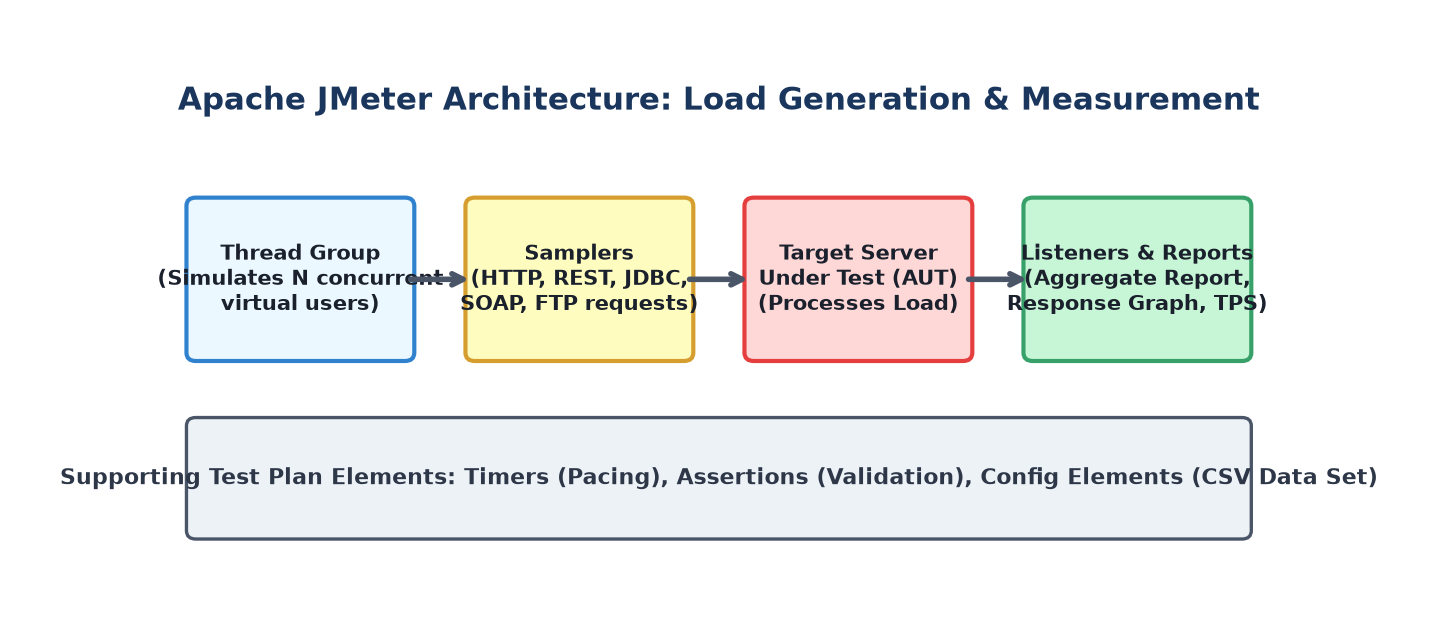 Apache JMeter Architecture: Load Generation & Measurement
Thread Group
(Simulates N concurrent
virtual users)
Samplers
(HTTP, REST, JDBC,
SOAP, FTP requests)
Target Server
Under Test (AUT)
(Processes Load)
Listeners & Reports
(Aggregate Report,
Response Graph, TPS)
Supporting Test Plan Elements: Timers (Pacing), Assertions (Validation), Config Elements (CSV Data Set)